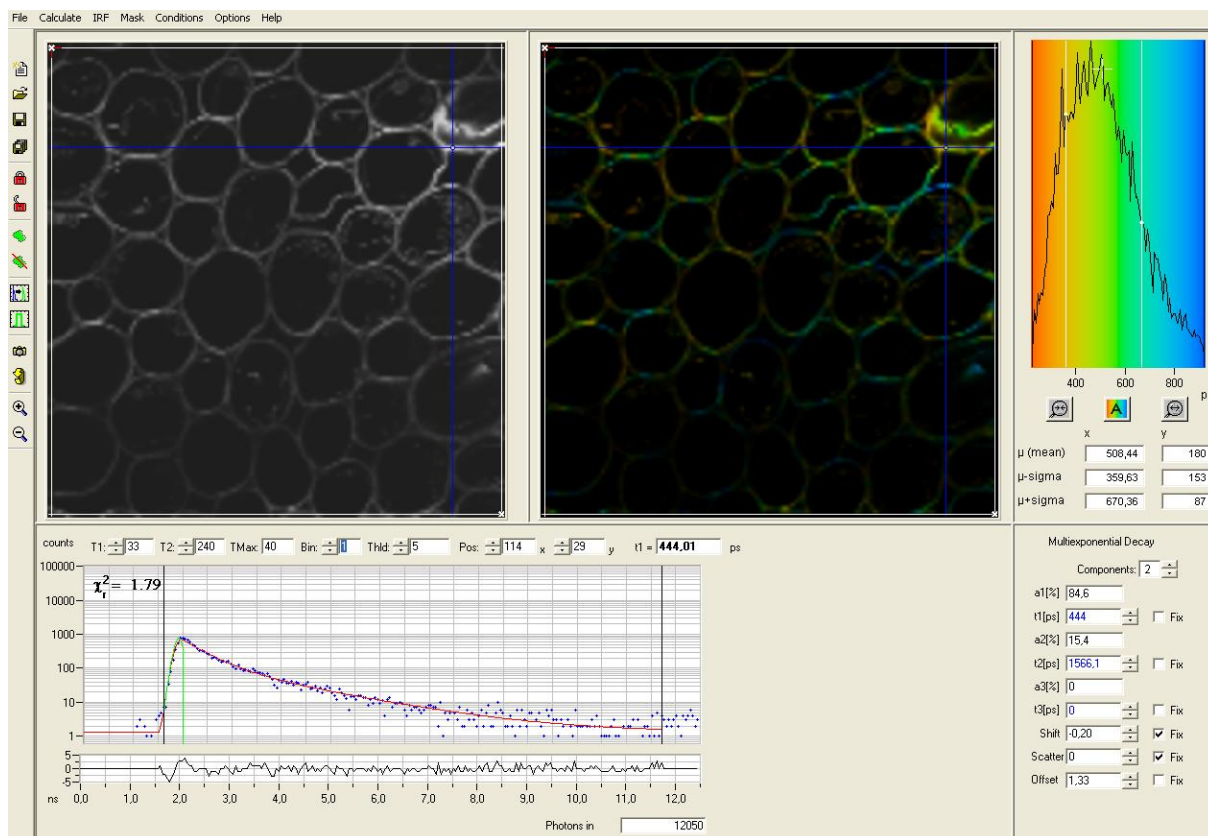 File Calculate IRF Mask Conditions Options Help
400 600 800
p
A
x y
μ (mean) 508,44 180
μ-sigma 359,63 153
μ+sigma 670,36 87
counts T1: 33 T2: 240 TMax: 40 Bin: 1 Thld: 5 Pos: 114 x 29 y t1 = 444,01 ps
100000
10000
1000
100
10
1
χ²r = 1.79
5
0
-5
ns 0,0 1,0 2,0 3,0 4,0 5,0 6,0 7,0 8,0 9,0 10,0 11,0 12,0
Photons in 12050
Multiexponential Decay
Components: 2
a1[%] 84,6
t1[ps] 444 Fix
a2[%] 15,4
t2[ps] 1566,1 Fix
a3[%] 0
t3[ps] 0 Fix
Shift -0,20 Fix
Scatter 0 Fix
Offset 1,33 Fix